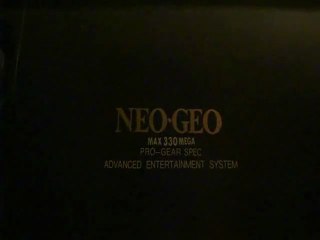 NEO·GEO
MAX 330 MEGA
PRO-GEAR SPEC
ADVANCED ENTERTAINMENT SYSTEM